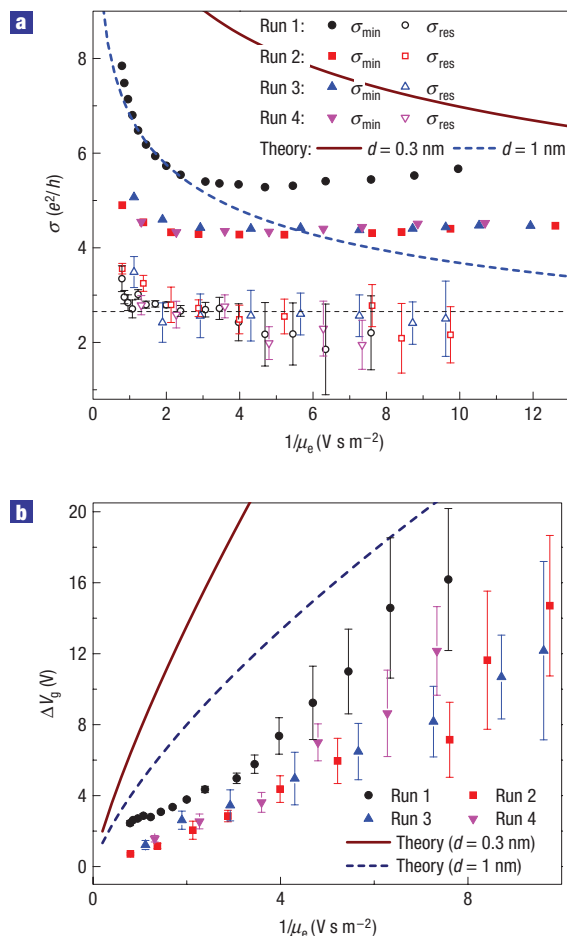 a
Run 1: σmin σres
Run 2: σmin σres
Run 3: σmin σres
Run 4: σmin σres
Theory: d = 0.3 nm d = 1 nm
8
6
4
2
σ (e²/h)
0 2 4 6 8 10 12
1/μe (V s m−2)
b
20
16
12
8
4
0
ΔVg (V)
Run 1 Run 2
Run 3 Run 4
Theory (d = 0.3 nm)
Theory (d = 1 nm)
0 4 8
1/μe (V s m−2)